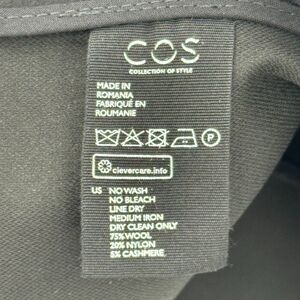 COS
COLLECTION OF STYLE
MADE IN
ROMANIA
FABRIQUÉ EN
ROUMANIE
P
clevercare.info
US NO WASH
NO BLEACH
LINE DRY
MEDIUM IRON
DRY CLEAN ONLY
75% WOOL
20% NYLON
5% CASHMERE